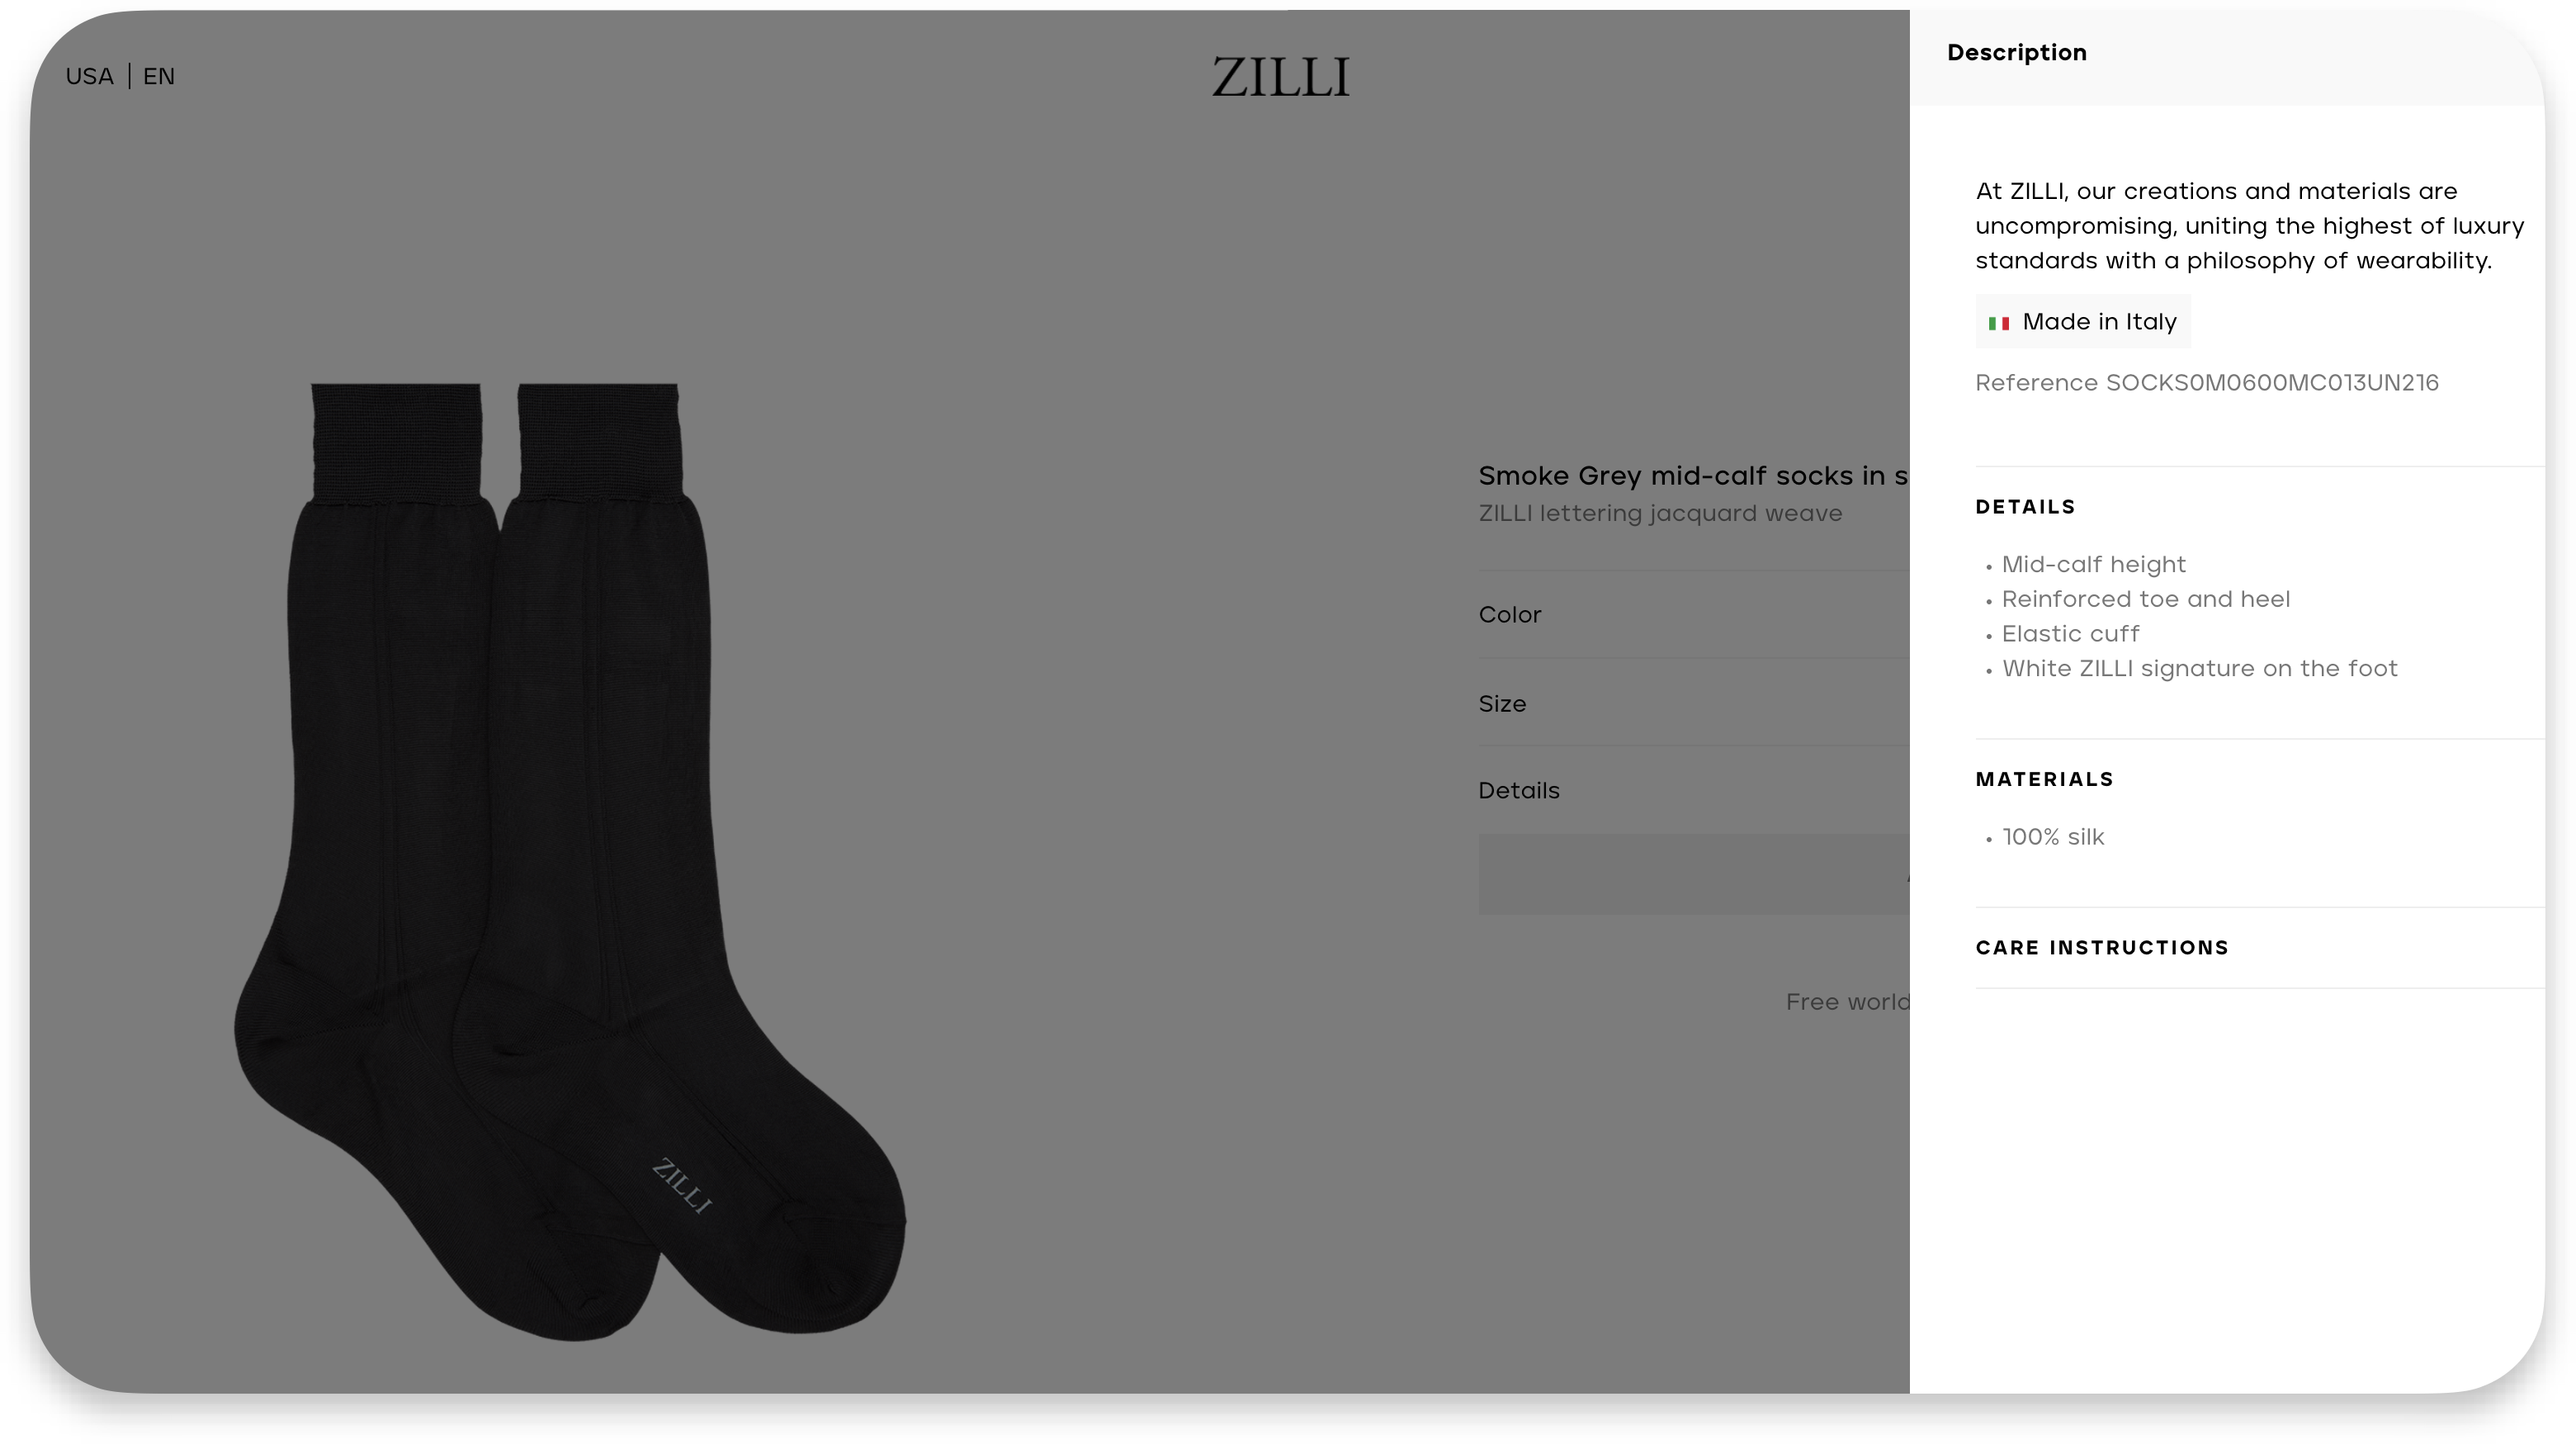 USA | EN
ZILLI
Smoke Grey mid-calf socks in s
ZILLI lettering jacquard weave
Color
Size
Details
Free world
ZILLI
Description
At ZILLI, our creations and materials are
uncompromising, uniting the highest of luxury
standards with a philosophy of wearability.
Made in Italy
Reference SOCKS0M0600MC013UN216
DETAILS
• Mid-calf height
• Reinforced toe and heel
• Elastic cuff
• White ZILLI signature on the foot
MATERIALS
• 100% silk
CARE INSTRUCTIONS